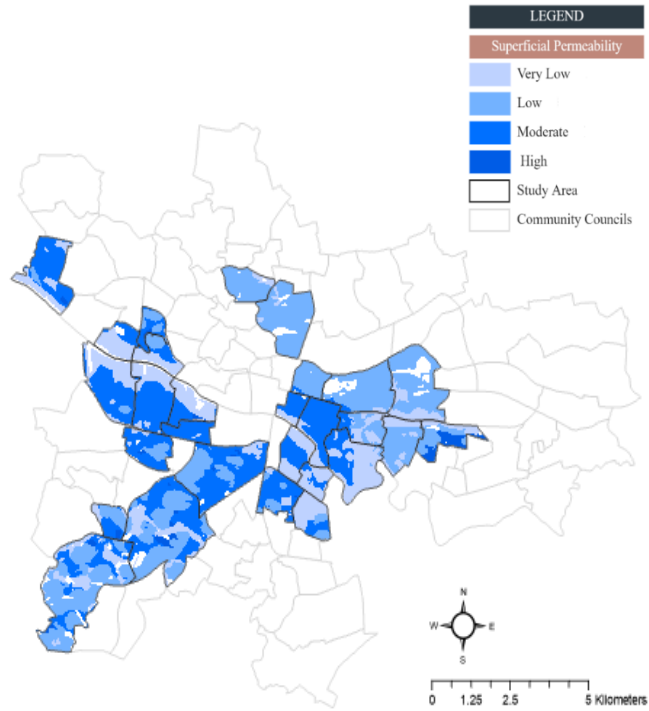 LEGEND
Superficial Permeability
Very Low
Low
Moderate
High
Study Area
Community Councils
N
W E
S
0 1.25 2.5 5 Kilometers